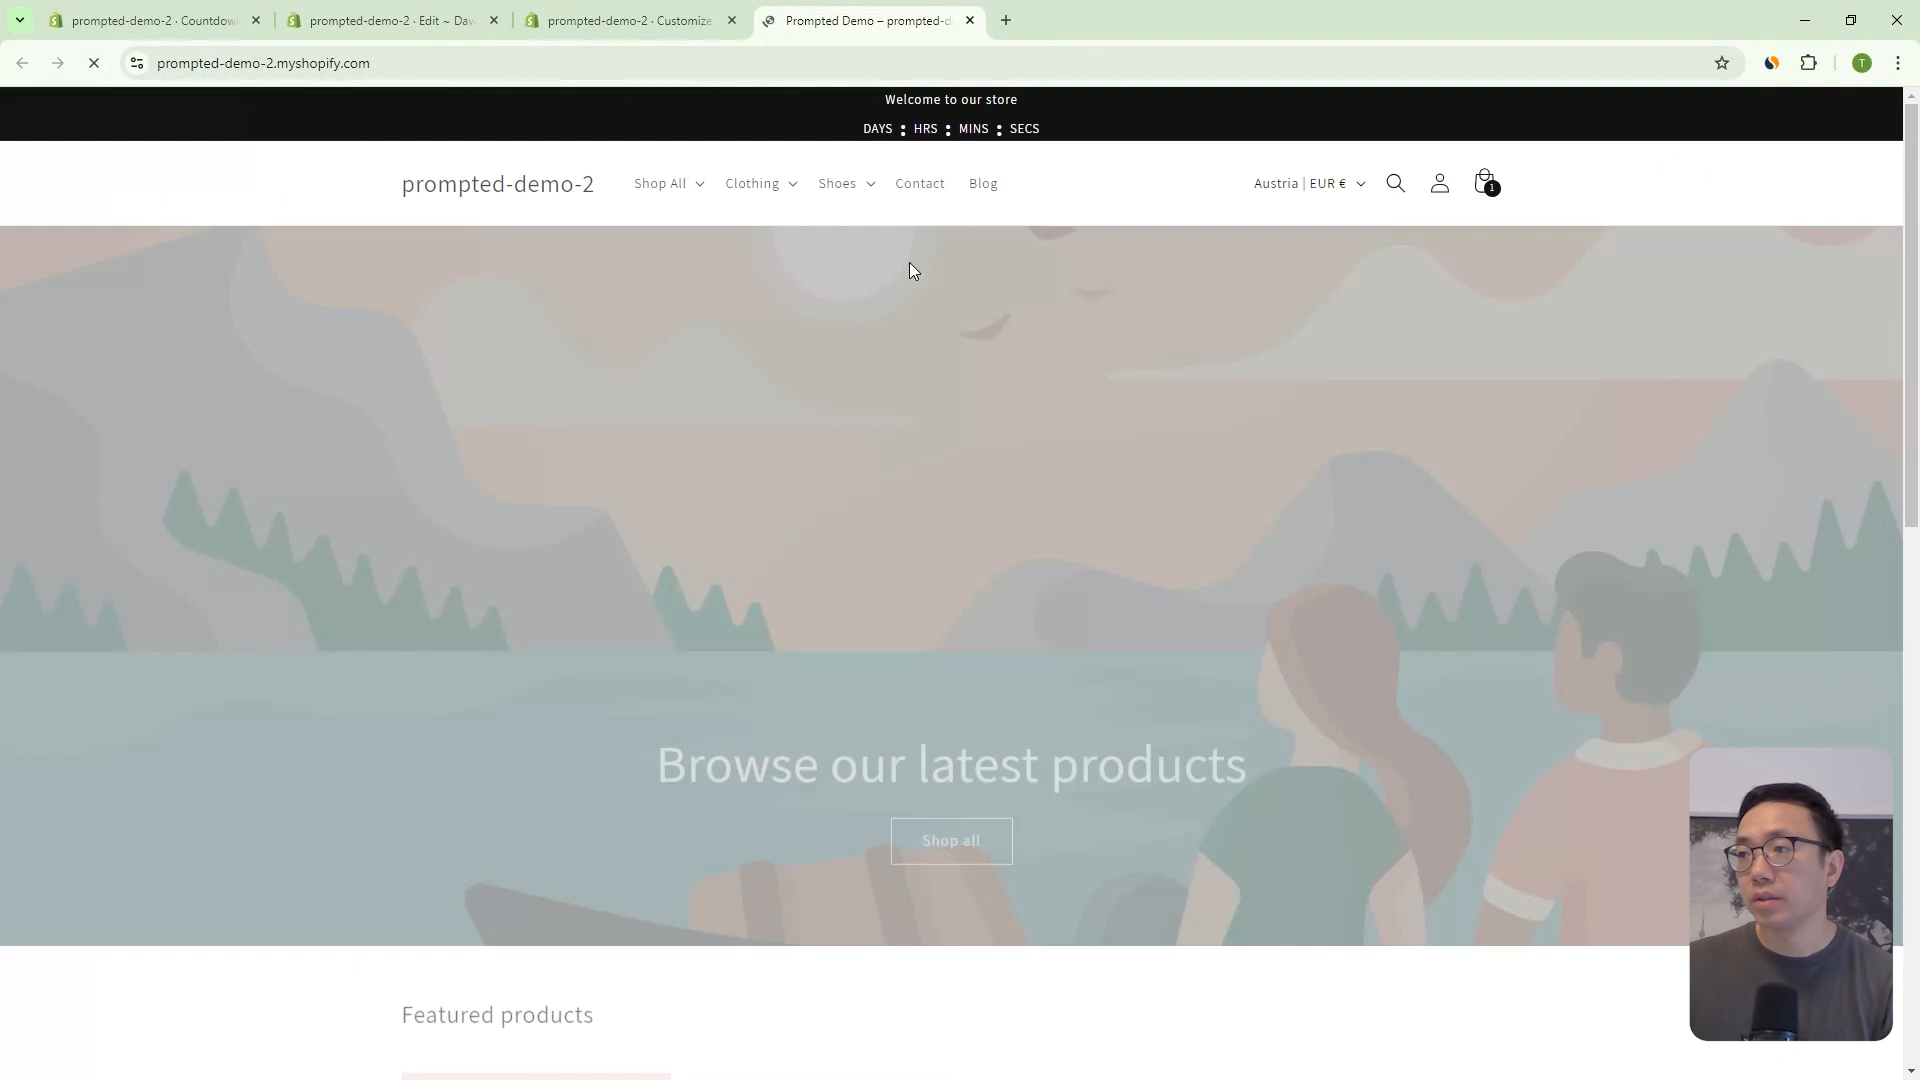 prompted-demo-2 · Countdow
prompted-demo-2 · Edit ~ Daw
prompted-demo-2 · Customize
Prompted Demo – prompted-d
prompted-demo-2.myshopify.com
T
Welcome to our store
DAYS : HRS : MINS : SECS
prompted-demo-2
Shop All
Clothing
Shoes
Contact
Blog
Austria | EUR €
1
Browse our latest products
Shop all
Featured products